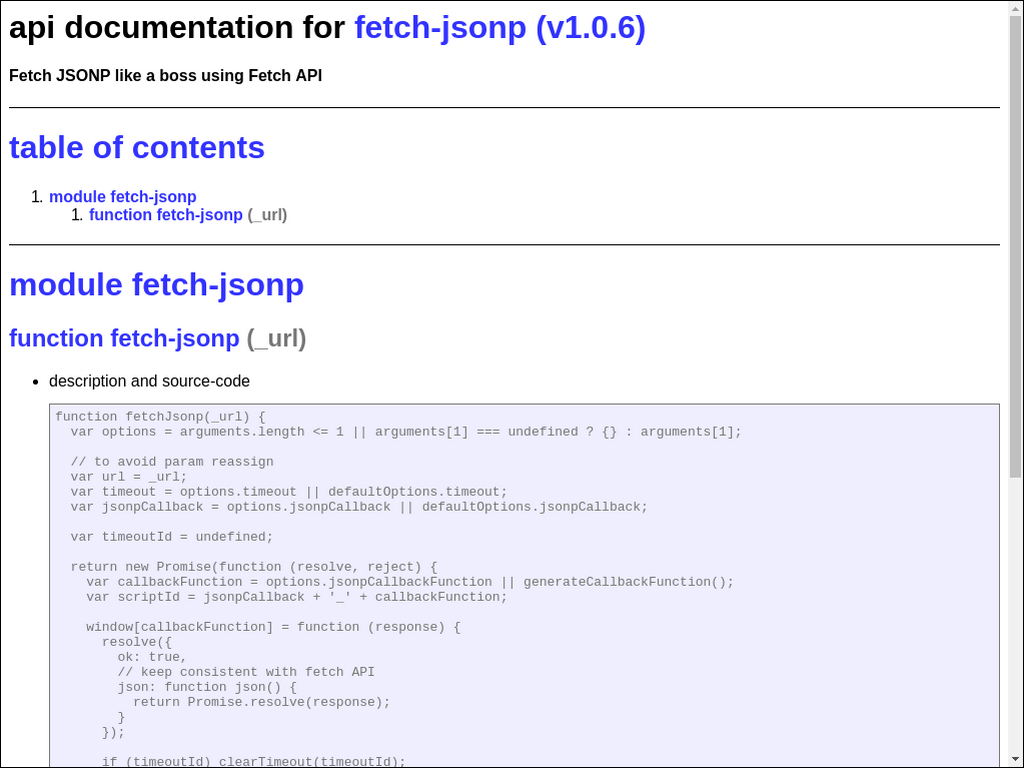 api documentation for fetch-jsonp (v1.0.6)
Fetch JSONP like a boss using Fetch API
table of contents
1. module fetch-jsonp
1. function fetch-jsonp (_url)
module fetch-jsonp
function fetch-jsonp (_url)
• description and source-code
function fetchJsonp(_url) {
  var options = arguments.length <= 1 || arguments[1] === undefined ? {} : arguments[1];
  // to avoid param reassign
  var url = _url;
  var timeout = options.timeout || defaultOptions.timeout;
  var jsonpCallback = options.jsonpCallback || defaultOptions.jsonpCallback;
  var timeoutId = undefined;
  return new Promise(function (resolve, reject) {
    var callbackFunction = options.jsonpCallbackFunction || generateCallbackFunction();
    var scriptId = jsonpCallback + '_' + callbackFunction;
    window[callbackFunction] = function (response) {
      resolve({
        ok: true,
        // keep consistent with fetch API
        json: function json() {
          return Promise.resolve(response);
        }
      });
      if (timeoutId) clearTimeout(timeoutId);